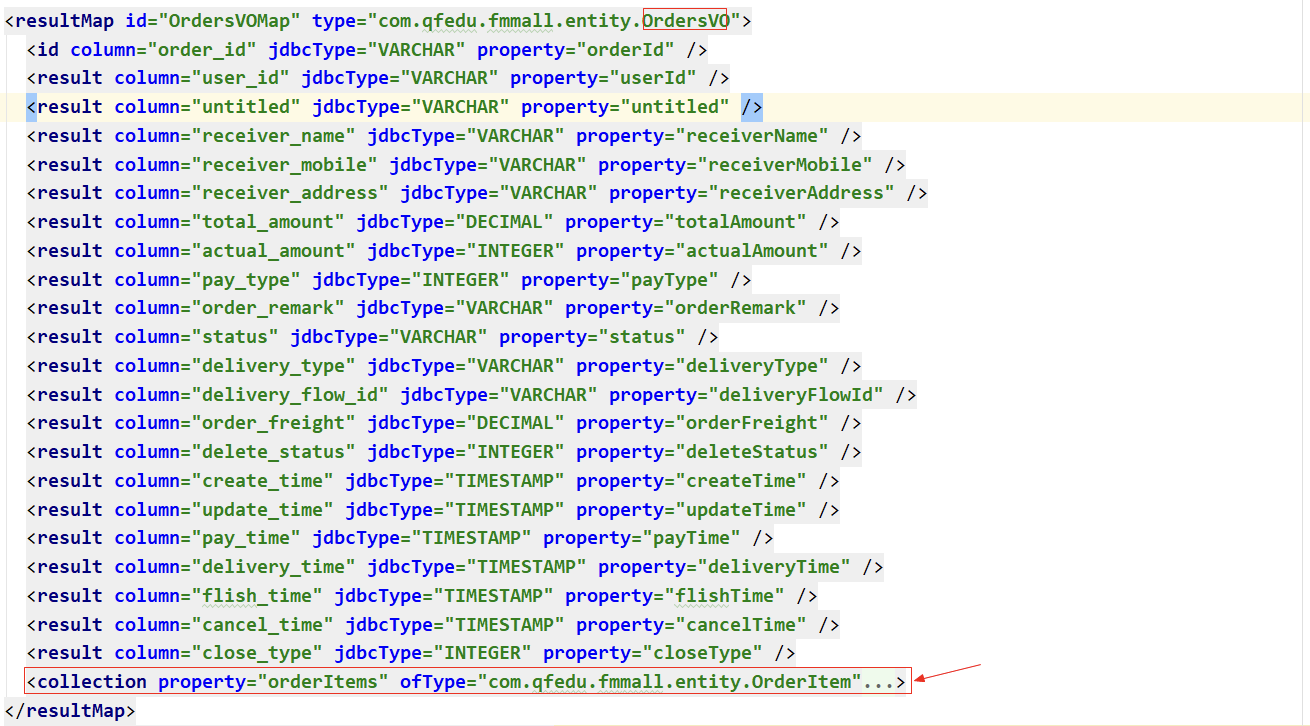 <resultMap id="OrdersVOMap" type="com.qfedu.fmmall.entity.OrdersVO">
<id column="order_id" jdbcType="VARCHAR" property="orderId" />
<result column="user_id" jdbcType="VARCHAR" property="userId" />
<result column="untitled" jdbcType="VARCHAR" property="untitled" />
<result column="receiver_name" jdbcType="VARCHAR" property="receiverName" />
<result column="receiver_mobile" jdbcType="VARCHAR" property="receiverMobile" />
<result column="receiver_address" jdbcType="VARCHAR" property="receiverAddress" />
<result column="total_amount" jdbcType="DECIMAL" property="totalAmount" />
<result column="actual_amount" jdbcType="INTEGER" property="actualAmount" />
<result column="pay_type" jdbcType="INTEGER" property="payType" />
<result column="order_remark" jdbcType="VARCHAR" property="orderRemark" />
<result column="status" jdbcType="VARCHAR" property="status" />
<result column="delivery_type" jdbcType="VARCHAR" property="deliveryType" />
<result column="delivery_flow_id" jdbcType="VARCHAR" property="deliveryFlowId" />
<result column="order_freight" jdbcType="DECIMAL" property="orderFreight" />
<result column="delete_status" jdbcType="INTEGER" property="deleteStatus" />
<result column="create_time" jdbcType="TIMESTAMP" property="createTime" />
<result column="update_time" jdbcType="TIMESTAMP" property="updateTime" />
<result column="pay_time" jdbcType="TIMESTAMP" property="payTime" />
<result column="delivery_time" jdbcType="TIMESTAMP" property="deliveryTime" />
<result column="flish_time" jdbcType="TIMESTAMP" property="flishTime" />
<result column="cancel_time" jdbcType="TIMESTAMP" property="cancelTime" />
<result column="close_type" jdbcType="INTEGER" property="closeType" />
<collection property="orderItems" ofType="com.qfedu.fmmall.entity.OrderItem"...>
</resultMap>